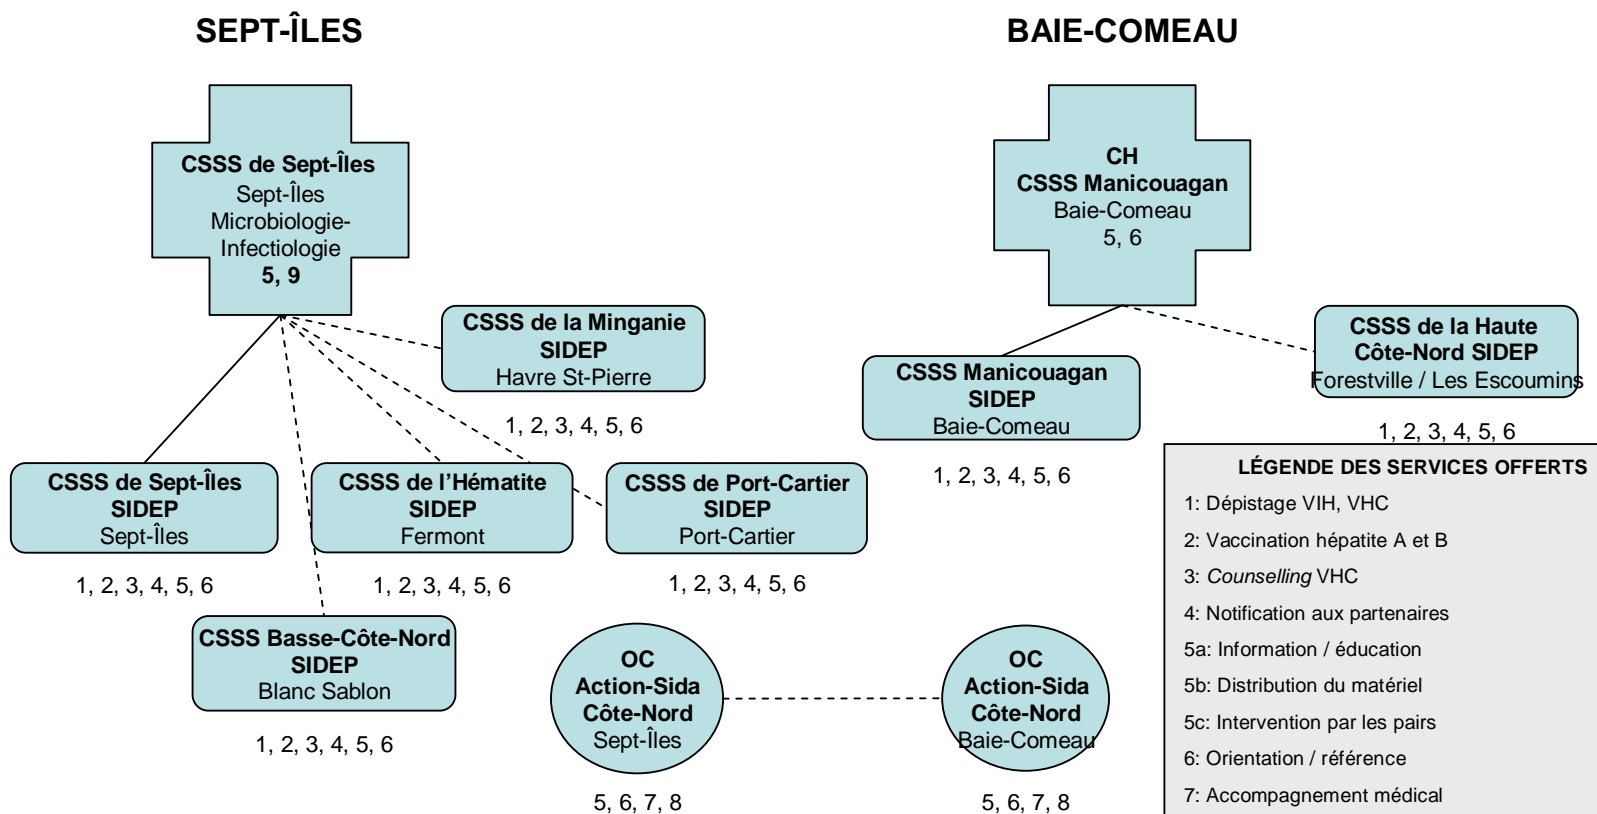 SEPT-ÎLES
BAIE-COMEAU
CSSS de Sept-Îles
Sept-Îles
Microbiologie-
Infectiologie
5, 9
CH
CSSS Manicouagan
Baie-Comeau
5, 6
CSSS de la Minganie
SIDEP
Havre St-Pierre
1, 2, 3, 4, 5, 6
CSSS Manicouagan
SIDEP
Baie-Comeau
1, 2, 3, 4, 5, 6
CSSS de la Haute
Côte-Nord SIDEP
Forestville / Les Escoumins
1, 2, 3, 4, 5, 6
CSSS de Sept-Îles
SIDEP
Sept-Îles
1, 2, 3, 4, 5, 6
CSSS de l’Hématite
SIDEP
Fermont
1, 2, 3, 4, 5, 6
CSSS de Port-Cartier
SIDEP
Port-Cartier
1, 2, 3, 4, 5, 6
CSSS Basse-Côte-Nord
SIDEP
Blanc Sablon
1, 2, 3, 4, 5, 6
OC
Action-Sida
Côte-Nord
Sept-Îles
5, 6, 7, 8
OC
Action-Sida
Côte-Nord
Baie-Comeau
5, 6, 7, 8
LÉGENDE DES SERVICES OFFERTS
1: Dépistage VIH, VHC
2: Vaccination hépatite A et B
3: Counselling VHC
4: Notification aux partenaires
5a: Information / éducation
5b: Distribution du matériel
5c: Intervention par les pairs
6: Orientation / référence
7: Accompagnement médical